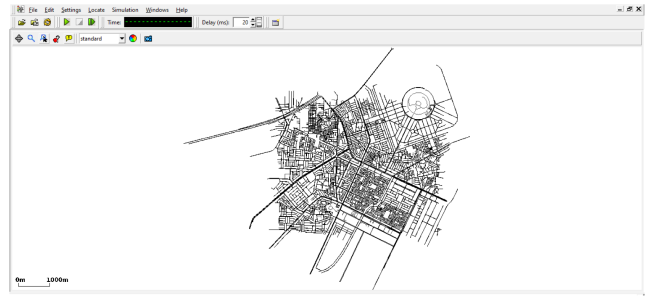 File Edit Settings Locate Simulation Windows Help
Time: Delay (ms): 20
standard
0m 1000m